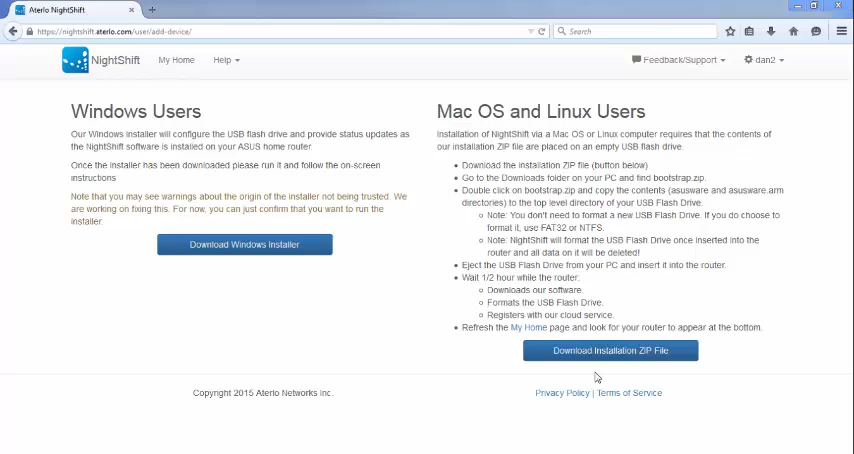 Aterlo NightShift
https://nightshift.aterlo.com/user/add-device/
Search
NightShift
My Home
Help
Feedback/Support
dan2
Windows Users
Our Windows installer will configure the USB flash drive and provide status updates as
the NightShift software is installed on your ASUS home router.
Once the installer has been downloaded please run it and follow the on-screen
instructions
Note that you may see warnings about the origin of the installer not being trusted. We
are working on fixing this. For now, you can just confirm that you want to run the
installer.
Download Windows Installer
Mac OS and Linux Users
Installation of NightShift via a Mac OS or Linux computer requires that the contents of
our installation ZIP file are placed on an empty USB flash drive.
Download the installation ZIP file (button below)
Go to the Downloads folder on your PC and find bootstrap.zip.
Double click on bootstrap.zip and copy the contents (asusware and asusware.arm
directories) to the top level directory of your USB Flash Drive.
Note: You don't need to format a new USB Flash Drive. If you do choose to
format it, use FAT32 or NTFS.
Note: NightShift will format the USB Flash Drive once inserted into the
router and all data on it will be deleted!
Eject the USB Flash Drive from your PC and insert it into the router.
Wait 1/2 hour while the router:
Downloads our software.
Formats the USB Flash Drive.
Registers with our cloud service.
Refresh the My Home page and look for your router to appear at the bottom.
Download Installation ZIP File
Copyright 2015 Aterlo Networks Inc.
Privacy Policy | Terms of Service